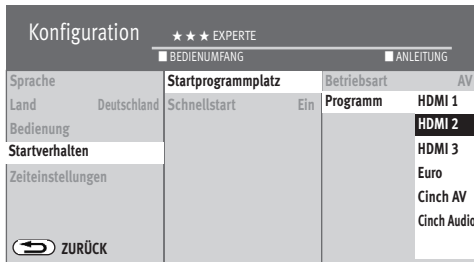 Konfiguration ★★★ EXPERTE
BEDIENUMFANG ANLEITUNG
Sprache Startprogrammplatz Betriebsart AV
Land Deutschland Schnellstart Ein Programm HDMI 1
Bedienung HDMI 2
Startverhalten HDMI 3
Zeiteinstellungen Euro
Cinch AV
Cinch Audio
ZURÜCK